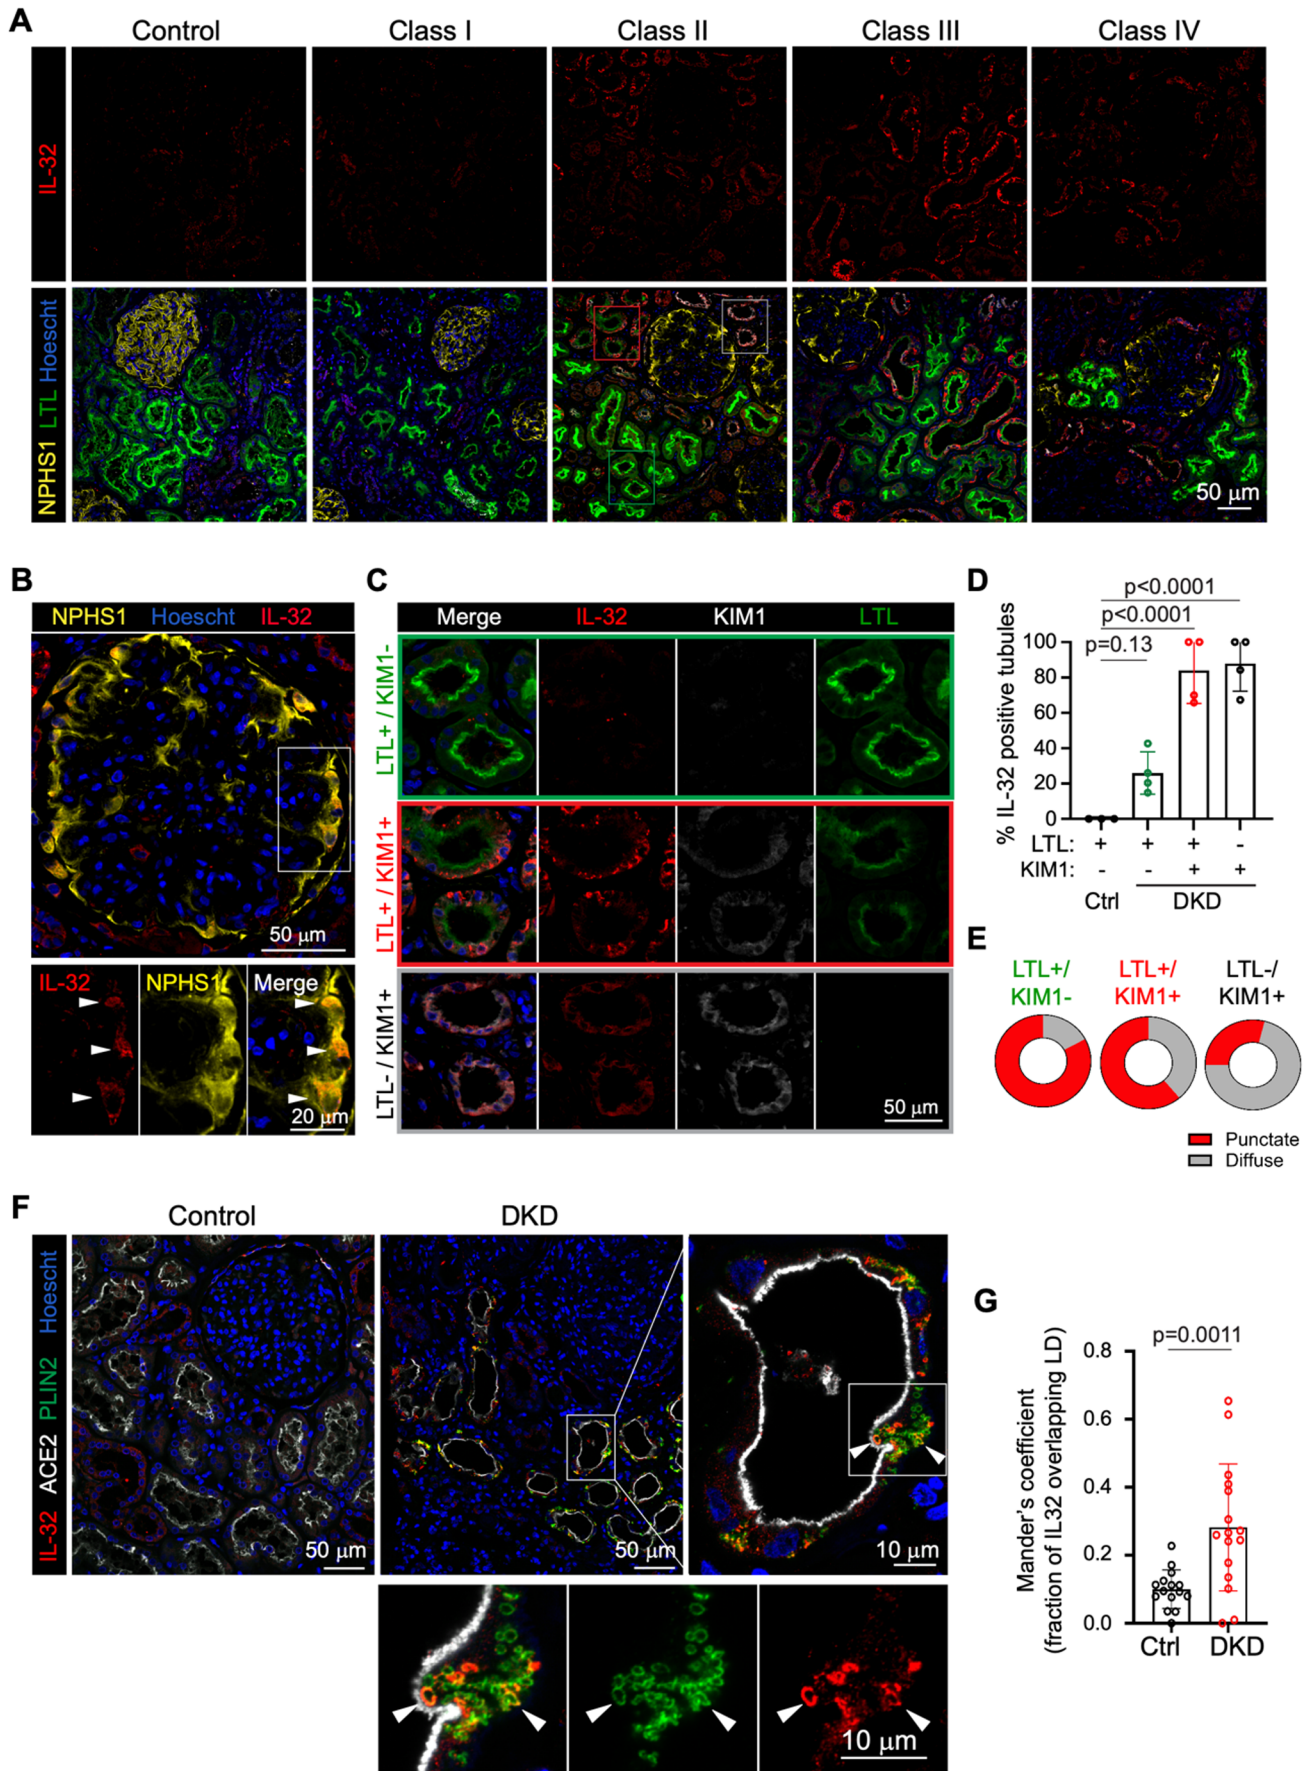 A
Control Class I Class II Class III Class IV
IL-32
NPHS1 LTL Hoescht
50 μm
B
NPHS1 Hoescht IL-32
50 μm
IL-32 NPHS1 Merge
20 μm
C
Merge IL-32 KIM1 LTL
LTL+ / KIM1-
LTL+ / KIM1+
LTL- / KIM1+
50 μm
D
p<0.0001
p<0.0001
p=0.13
% IL-32 positive tubules
100
80
60
40
20
0
LTL: + + + -
KIM1: - - + +
Ctrl DKD
E
LTL+/ LTL+/ LTL-/
KIM1- KIM1+ KIM1+
Punctate
Diffuse
F
Control DKD
IL-32 ACE2 PLIN2 Hoescht
50 μm 50 μm 10 μm
10 μm
G
p=0.0011
Mander's coefficient
(fraction of IL32 overlapping LD)
0.8
0.6
0.4
0.2
0.0
Ctrl DKD